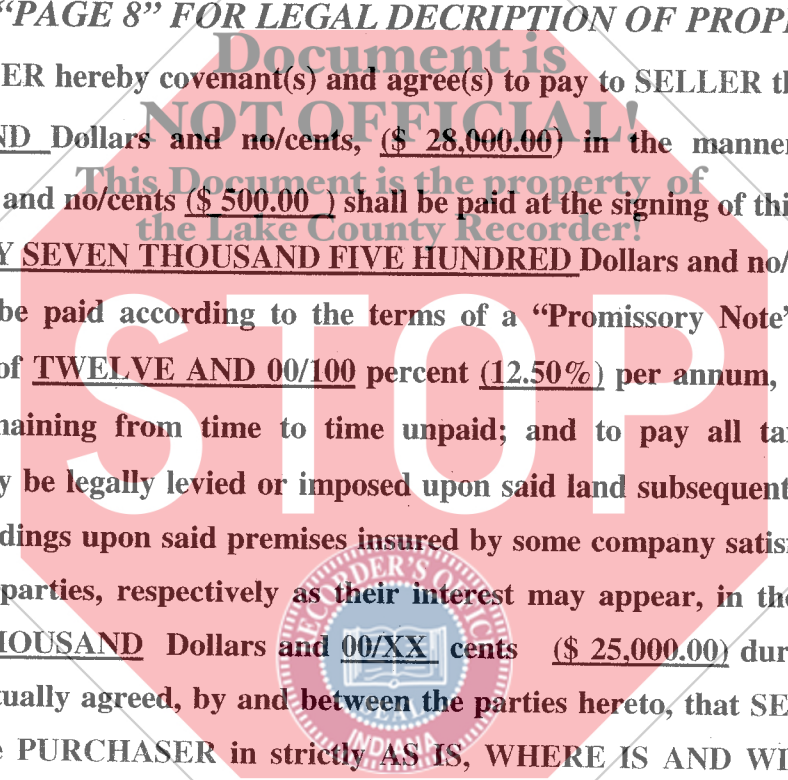 “PAGE 8” FOR LEGAL DECRIPTION OF PROPE
Document is
ER hereby covenant(s) and agree(s) to pay to SELLER th
NOT OFFICIAL!
ND Dollars and no/cents, ($ 28,000.00) in the manner
This Document is the property of
and no/cents ($ 500.00 ) shall be paid at the signing of thi
the Lake County Recorder!
Y SEVEN THOUSAND FIVE HUNDRED Dollars and no/
STOP
be paid according to the terms of a “Promissory Note”
of TWELVE AND 00/100 percent (12.50%) per annum,
naining from time to time unpaid; and to pay all ta
y be legally levied or imposed upon said land subsequent
dings upon said premises insured by some company satis
parties, respectively as their interest may appear, in the
RECORDER'S OFFICE
HOUSAND Dollars and 00/XX cents ($ 25,000.00) dur
SEAL
tually agreed, by and between the parties hereto, that SE
INDIANA
e PURCHASER in strictly AS IS, WHERE IS AND WI